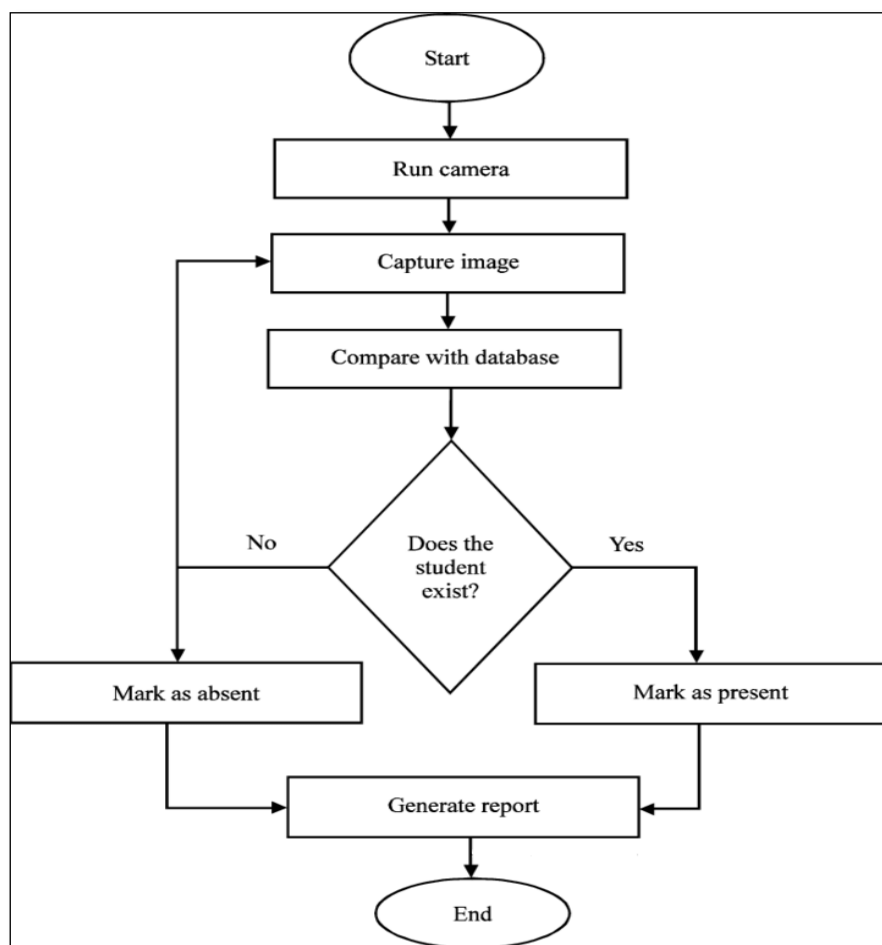 Start
Run camera
Capture image
Compare with database
No
Does the
student
exist?
Yes
Mark as absent
Mark as present
Generate report
End